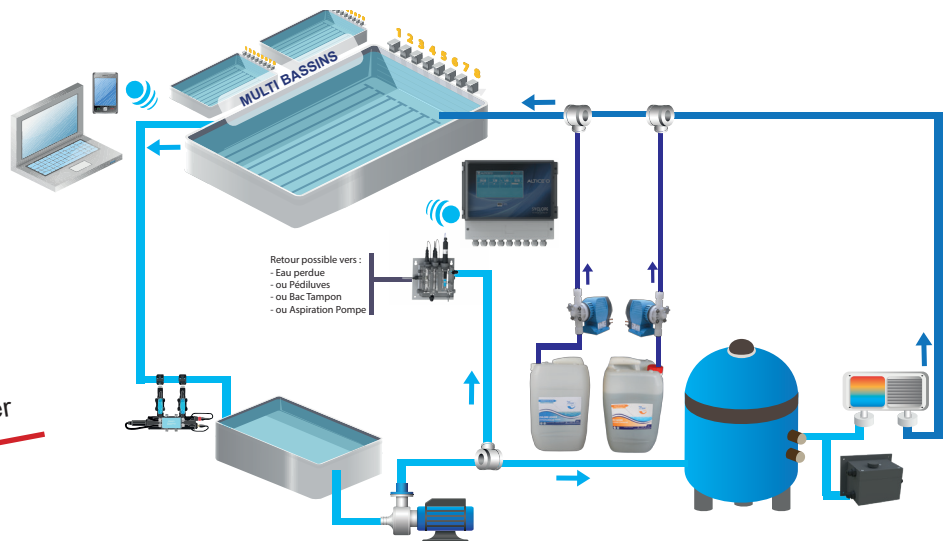 1 2 3 4 5 6 7 8
MULTI BASSINS
Retour possible vers :
- Eau perdue
- ou Pédiluves
- ou Bac Tampon
- ou Aspiration Pompe
er